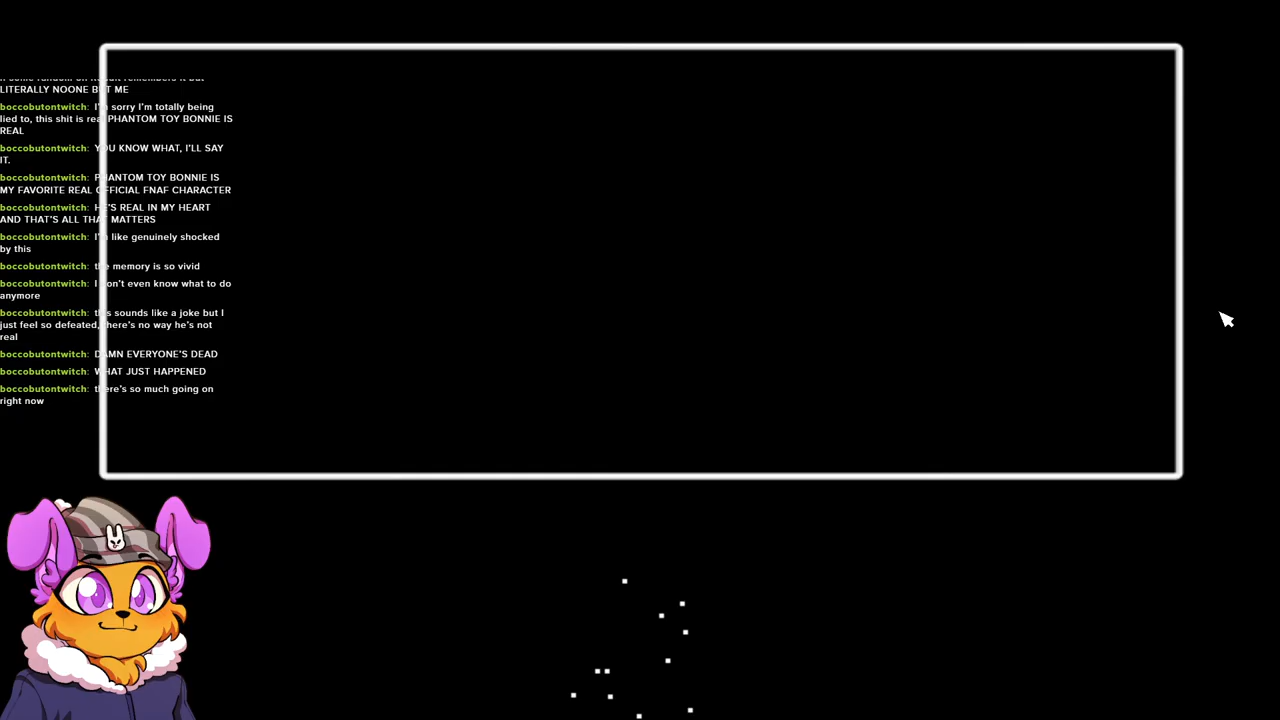 LITERALLY NOONE BUT ME
boccobutontwitch: I'm sorry I'm totally being
lied to, this shit is real PHANTOM TOY BONNIE IS
REAL
boccobutontwitch: YOU KNOW WHAT, I'LL SAY
IT.
boccobutontwitch: PHANTOM TOY BONNIE IS
MY FAVORITE REAL OFFICIAL FNAF CHARACTER
boccobutontwitch: HE'S REAL IN MY HEART
AND THAT'S ALL THAT MATTERS
boccobutontwitch: I'm like genuinely shocked
by this
boccobutontwitch: the memory is so vivid
boccobutontwitch: I don't even know what to do
anymore
boccobutontwitch: this sounds like a joke but I
just feel so defeated, there's no way he's not
real
boccobutontwitch: DAMN EVERYONE'S DEAD
boccobutontwitch: WHAT JUST HAPPENED
boccobutontwitch: there's so much going on
right now